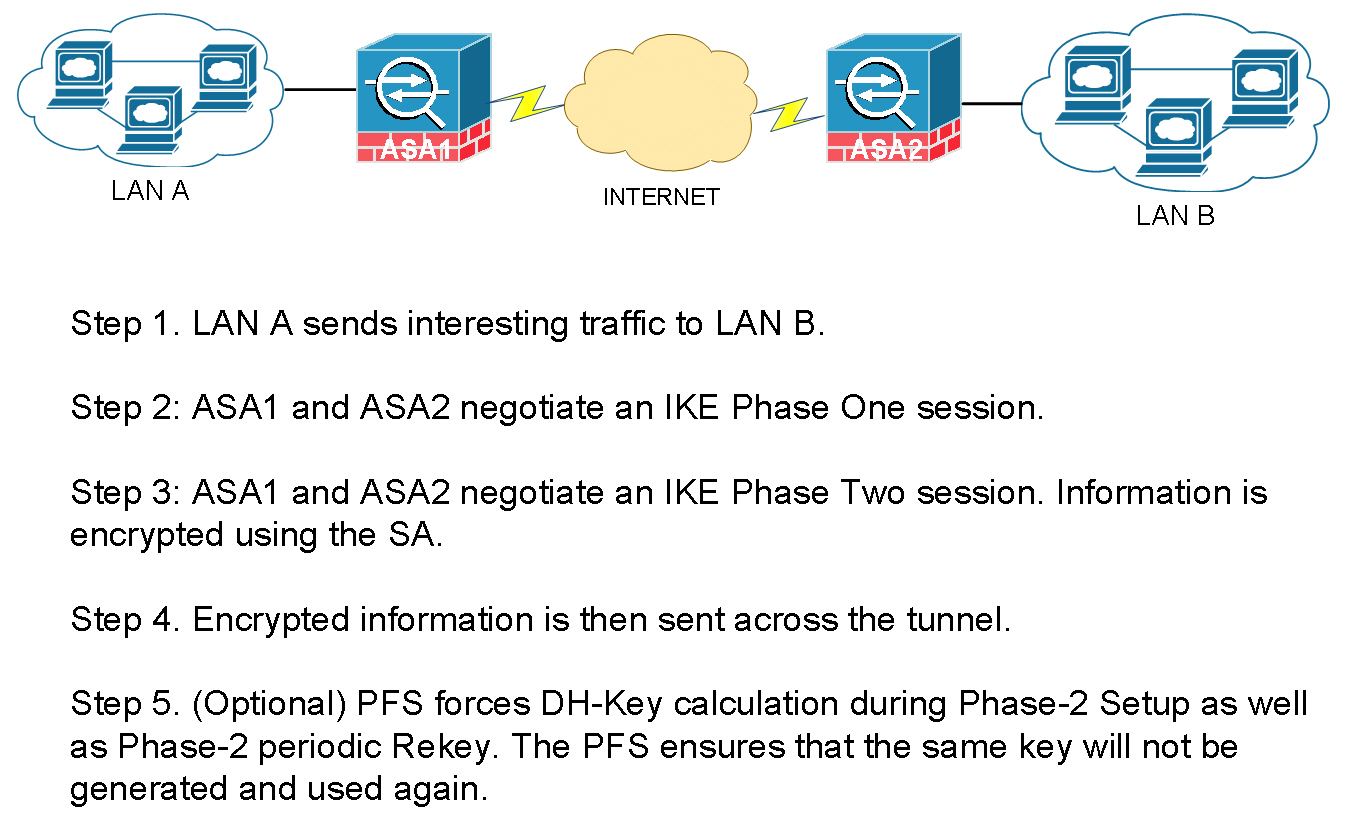 ASA1
ASA2
LAN A
INTERNET
LAN B
Step 1. LAN A sends interesting traffic to LAN B.
Step 2: ASA1 and ASA2 negotiate an IKE Phase One session.
Step 3: ASA1 and ASA2 negotiate an IKE Phase Two session. Information is
encrypted using the SA.
Step 4. Encrypted information is then sent across the tunnel.
Step 5. (Optional) PFS forces DH-Key calculation during Phase-2 Setup as well
as Phase-2 periodic Rekey. The PFS ensures that the same key will not be
generated and used again.